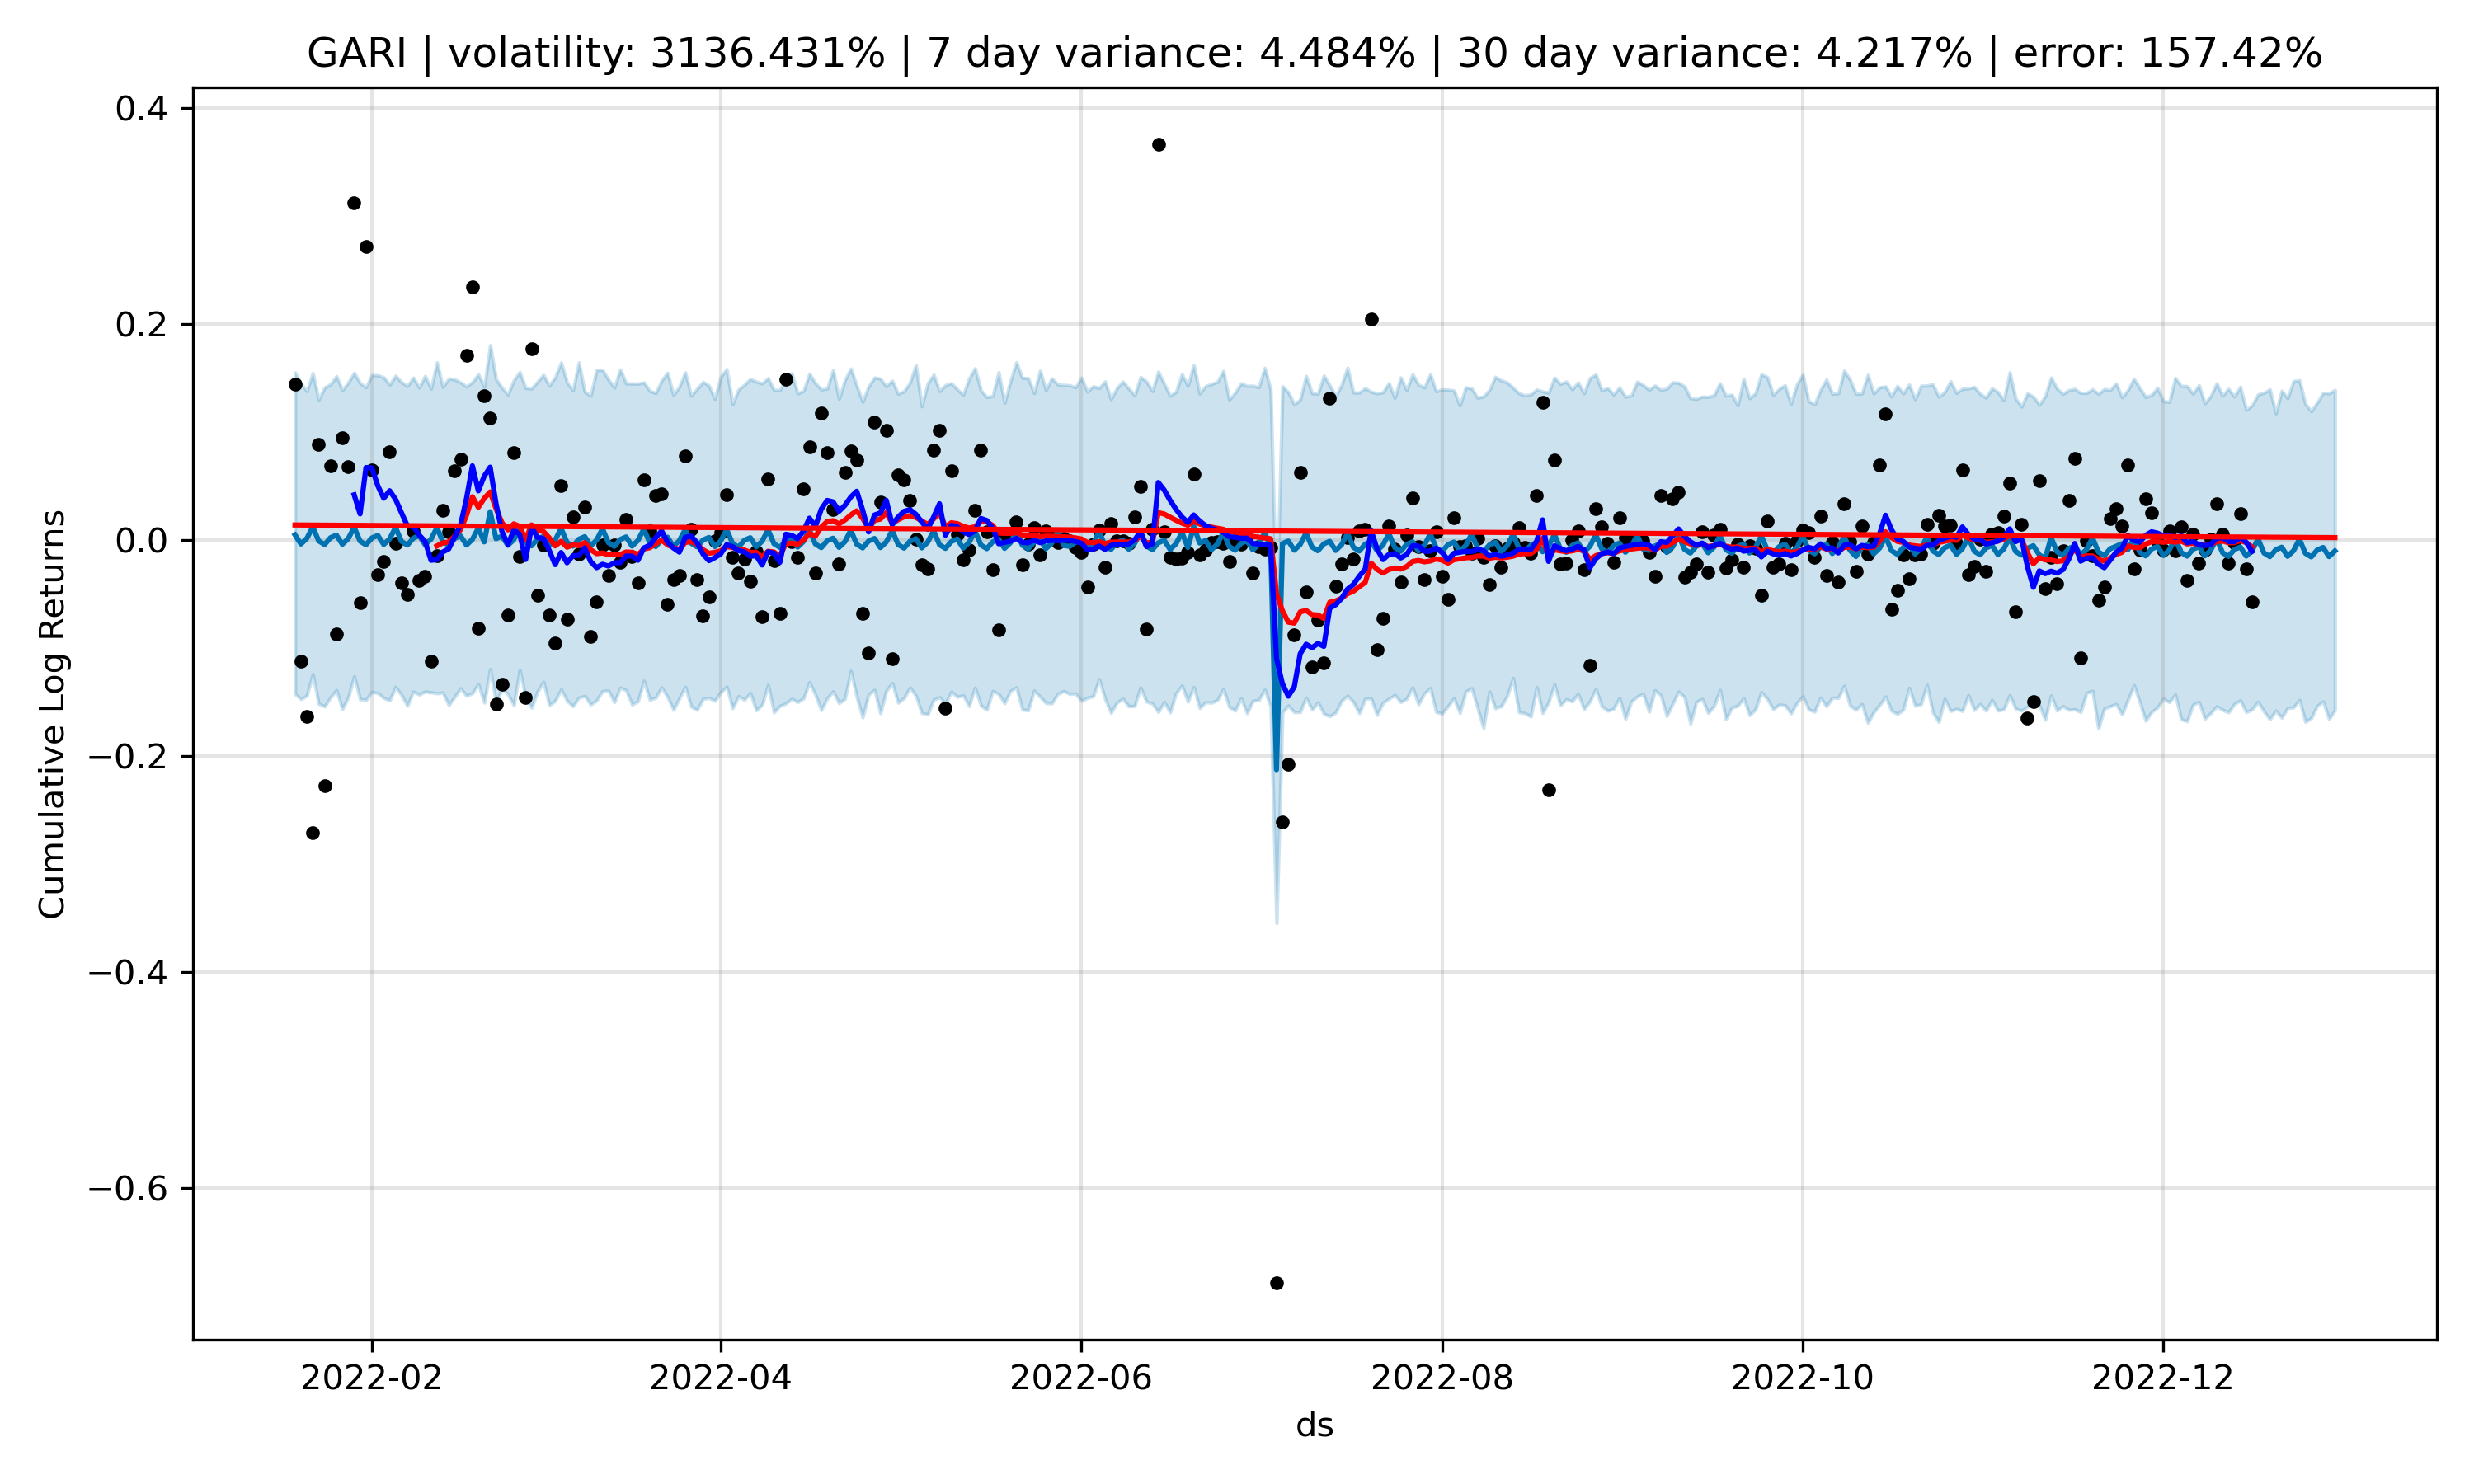 GARI | volatility: 3136.431% | 7 day variance: 4.484% | 30 day variance: 4.217% | error: 157.42%
0.4
0.2
0.0
−0.2
−0.4
−0.6
Cumulative Log Returns
2022-02 2022-04 2022-06 2022-08 2022-10 2022-12
ds